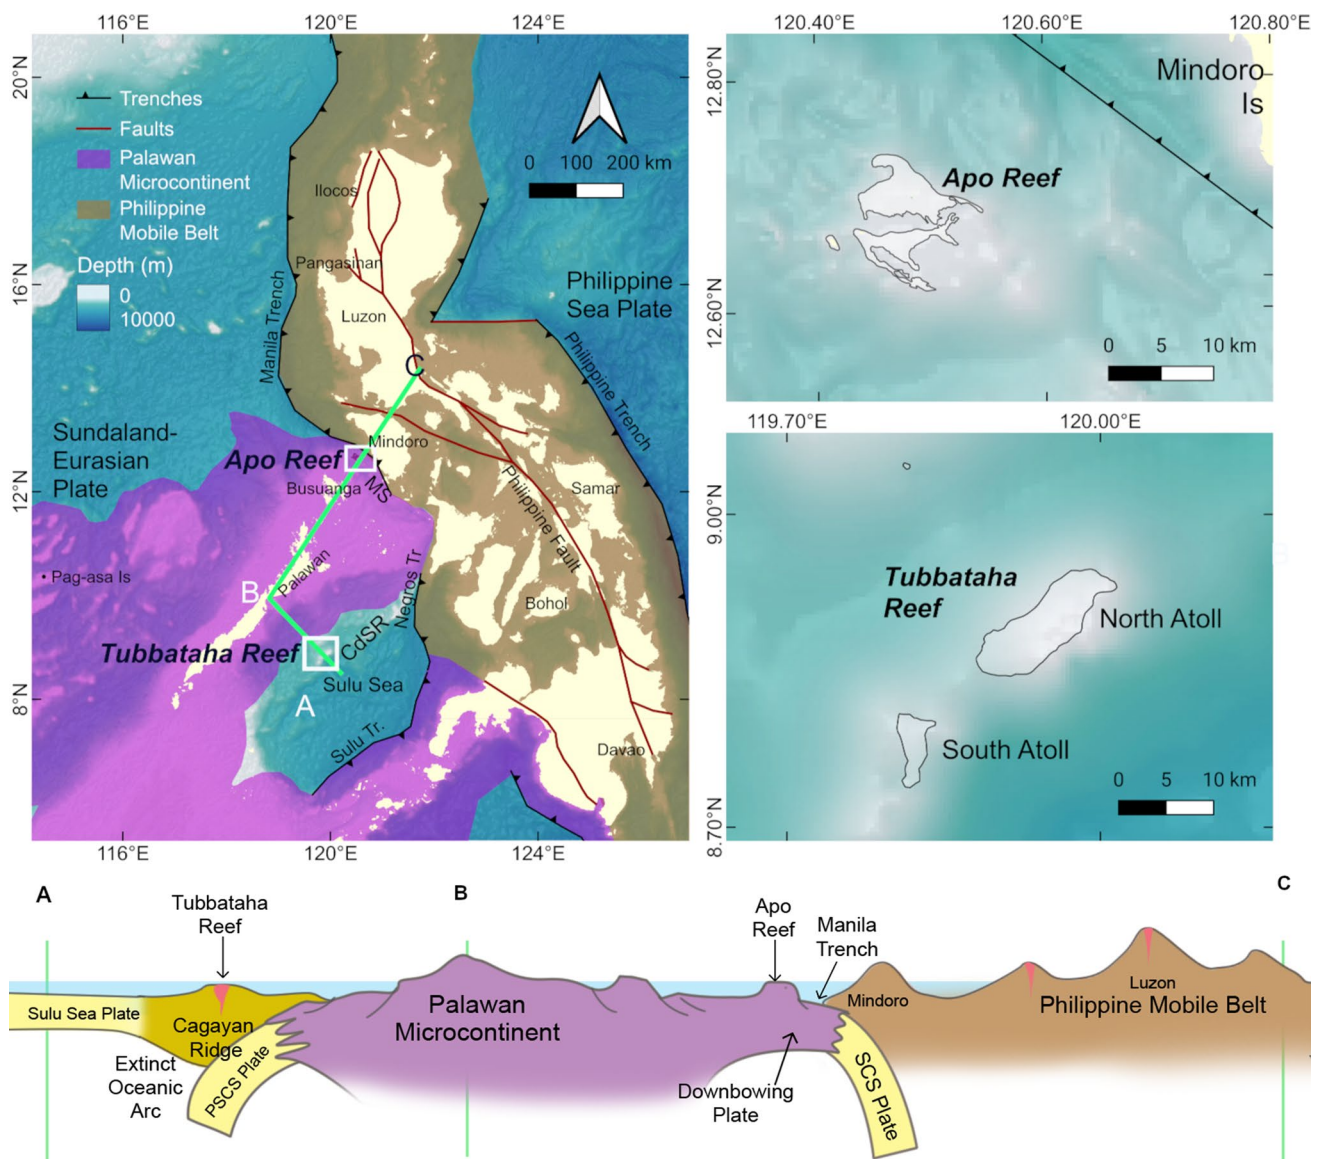 116°E 120°E 124°E
20°N
16°N
12°N
8°N
Trenches
Faults
Palawan
Microcontinent
Philippine
Mobile Belt
Depth (m)
0
10000
0 100 200 km
Ilocos
Pangasinan
Luzon
Manila Trench
Philippine
Sea Plate
Philippine Trench
C
Sundaland-
Eurasian
Plate
Mindoro
Apo Reef
Busuanga
MS
Samar
Philippine Fault
Pag-asa Is
Palawan
B
Negros Tr
Bohol
CdSR
Tubbataha Reef
Sulu Sea
A
Sulu Tr.
Davao
116°E 120°E 124°E
120.40°E 120.60°E 120.80°E
12.80°N
12.60°N
Mindoro
Is
Apo Reef
0 5 10 km
119.70°E 120.00°E
9.00°N
8.70°N
Tubbataha
Reef
North Atoll
South Atoll
0 5 10 km
A
B
C
Tubbataha
Reef
Apo
Reef
Manila
Trench
Sulu Sea Plate
Cagayan
Ridge
Extinct
Oceanic
Arc
PSCS Plate
Palawan
Microcontinent
Downbowing
Plate
SCS Plate
Mindoro
Luzon
Philippine Mobile Belt